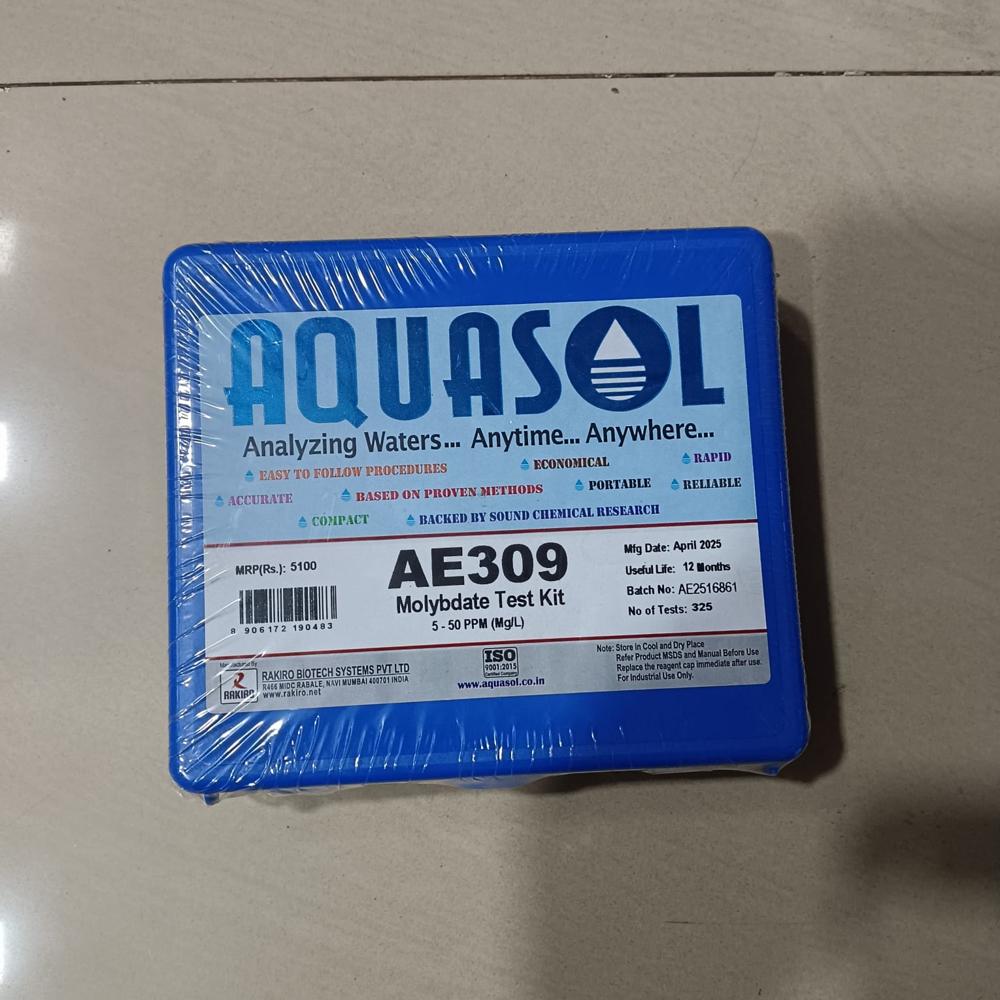 AQUASOL
Analyzing Waters... Anytime... Anywhere...
EASY TO FOLLOW PROCEDURES ECONOMICAL RAPID
ACCURATE BASED ON PROVEN METHODS PORTABLE RELIABLE
COMPACT BACKED BY SOUND CHEMICAL RESEARCH
MRP(Rs.): 5100
8 906172 190483
AE309
Molybdate Test Kit
5 - 50 PPM (Mg/L)
Mfg Date: April 2025
Useful Life: 12 Months
Batch No: AE2516861
No of Tests: 325
Manufactured By
RAKIRO
RAKIRO BIOTECH SYSTEMS PVT LTD
R466 MIDC RABALE, NAVI MUMBAI 400701 INDIA
www.rakiro.net
ISO
9001:2015
Certified Company
www.aquasol.co.in
Note: Store in Cool and Dry Place
Refer Product MSDS and Manual Before Use
Replace the reagent cap immediate after use.
For Industrial Use Only.